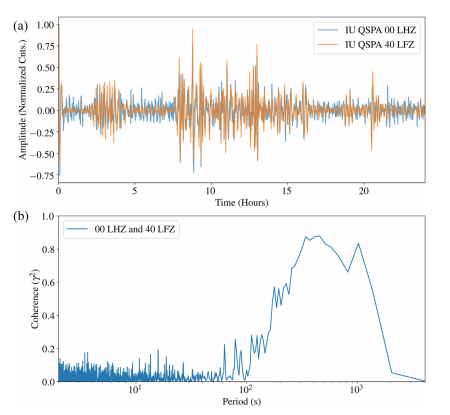 (a)
1.00
0.75
0.50
0.25
0.00
−0.25
−0.50
−0.75
Amplitude (Normalized Cnts.)
IU QSPA 00 LHZ
IU QSPA 40 LFZ
0 5 10 15 20
Time (Hours)
(b)
1.0
0.8
0.6
0.4
0.2
0.0
Coherence (γ²)
00 LHZ and 40 LFZ
10¹ 10² 10³
Period (s)